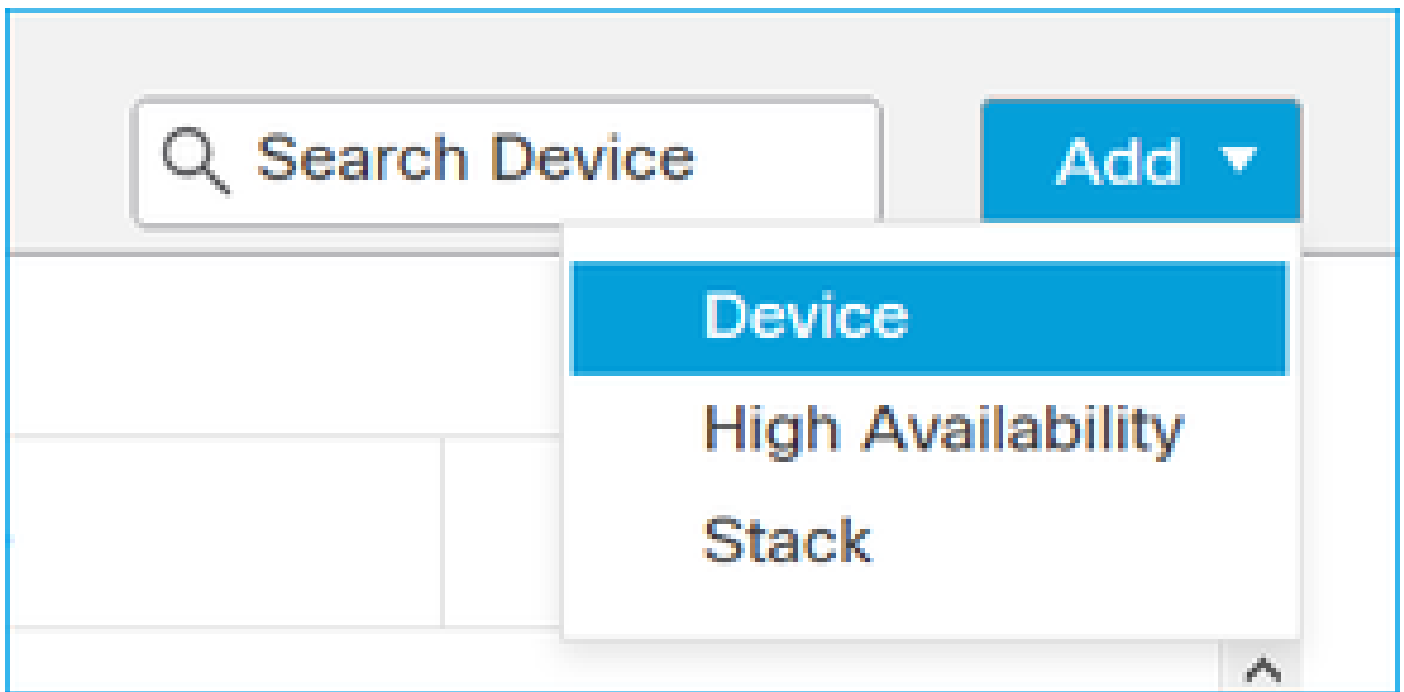 Search Device
Add
Device
High Availability
Stack